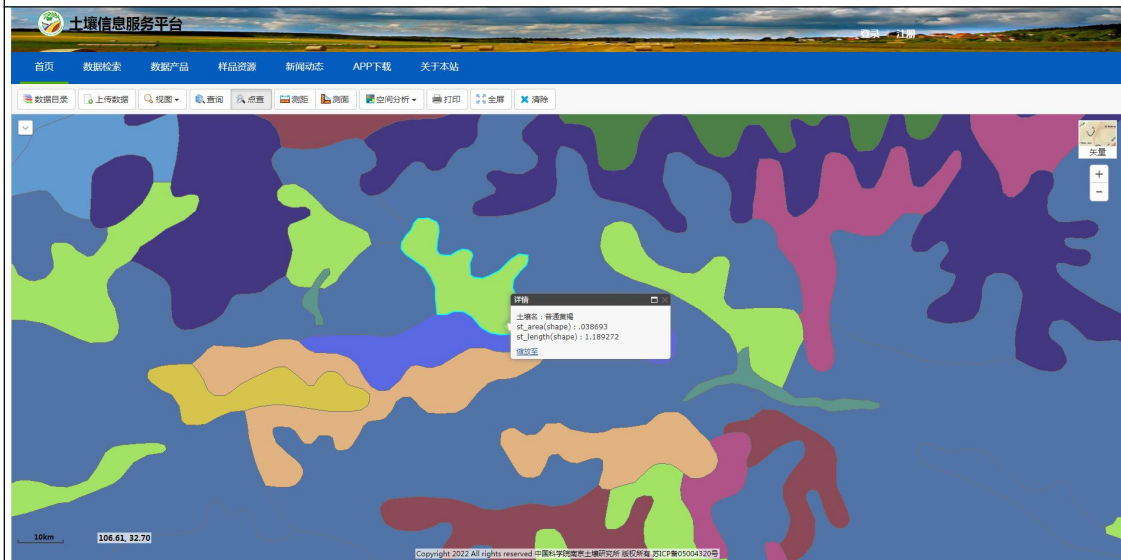 土壤信息服务平台
登录 注册
首页 数据检索 数据产品 样品资源 新闻动态 APP下载 关于本站
数据目录 上传数据 视图 查询 点查 测距 测面 空间分析 打印 全屏 清除
矢量
+
−
详情
土壤名：普通黄褐
st_area(shape)：.038693
st_length(shape)：1.189272
缩放至
10km 106.61, 32.70
Copyright 2022 All rights reserved 中国科学院南京土壤研究所 版权所有 苏ICP备05004320号